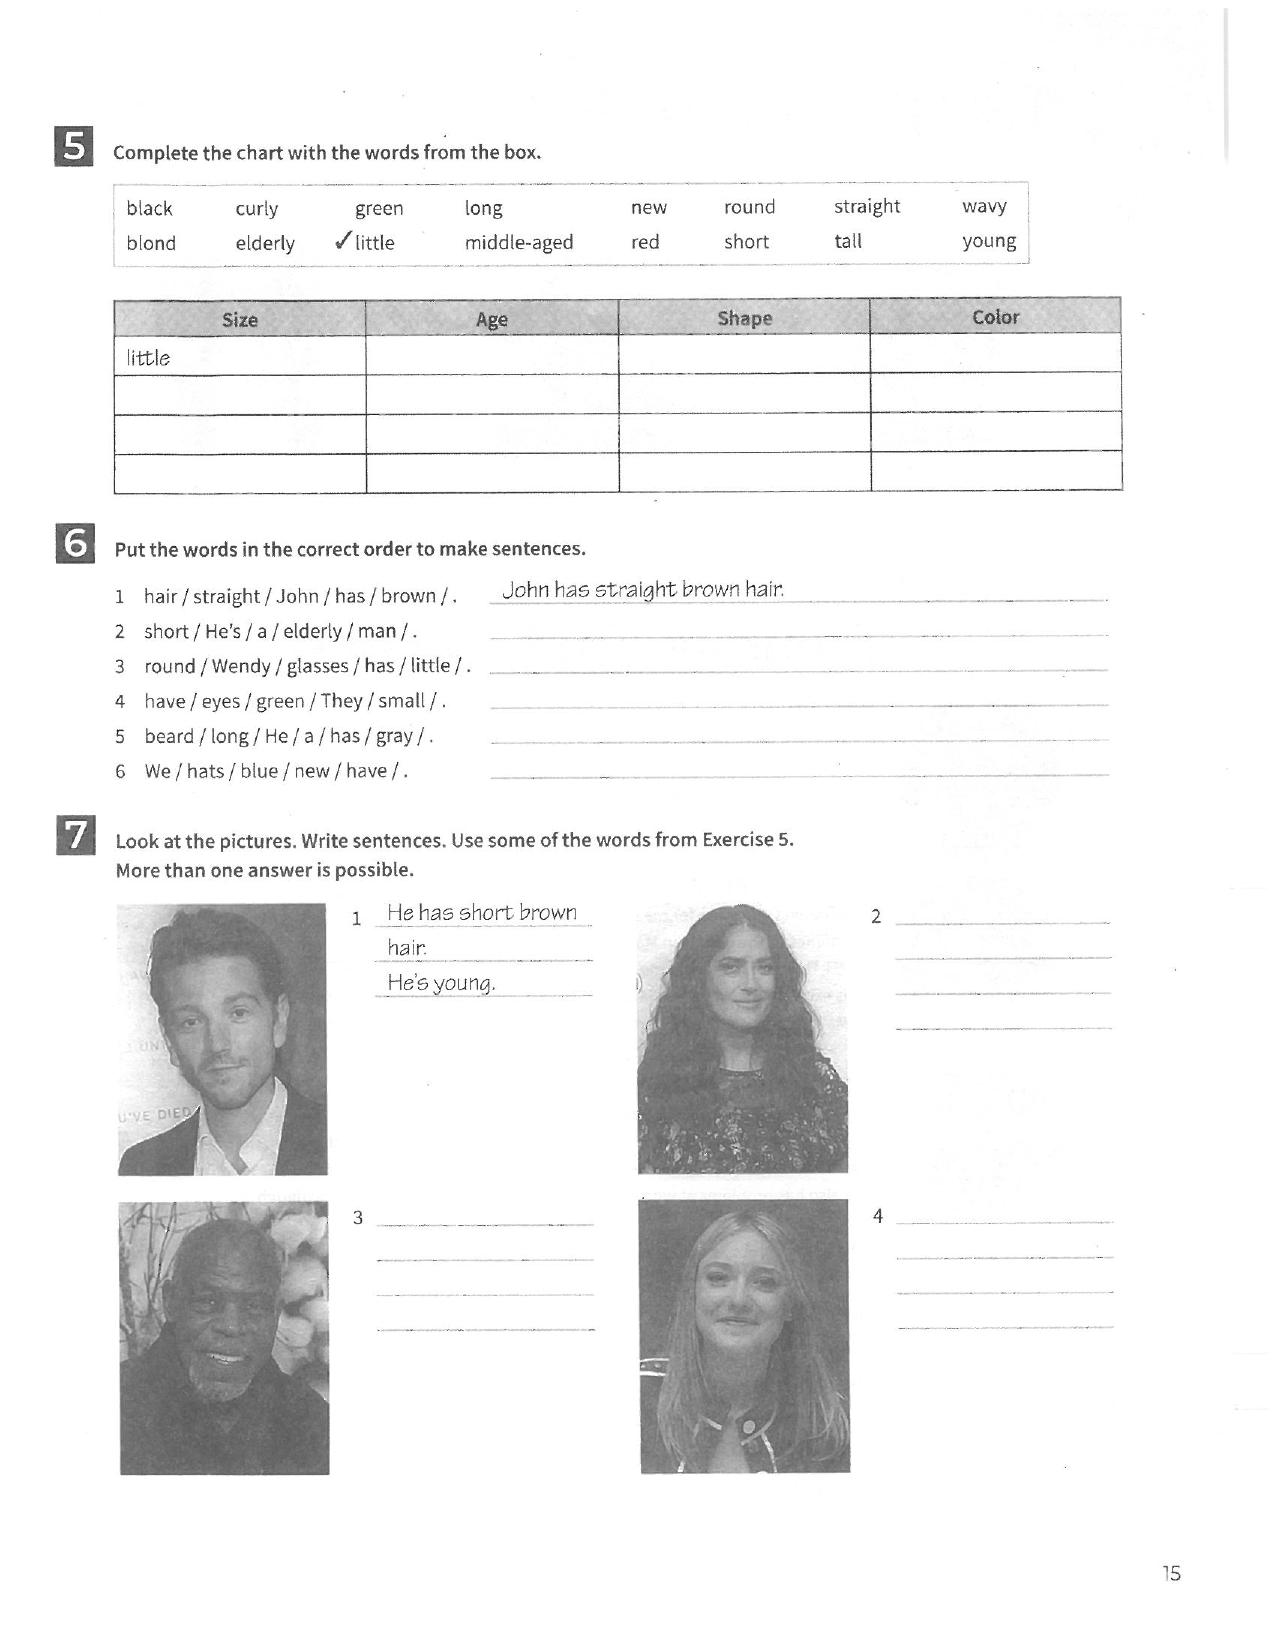 5 Complete the chart with the words from the box.
black curly green long new round straight wavy
blond elderly ✓little middle-aged red short tall young
Size Age Shape Color
little
6 Put the words in the correct order to make sentences.
1 hair / straight / John / has / brown / . John has straight brown hair.
2 short / He's / a / elderly / man / .
3 round / Wendy / glasses / has / little / .
4 have / eyes / green / They / small / .
5 beard / long / He / a / has / gray / .
6 We / hats / blue / new / have / .
7 Look at the pictures. Write sentences. Use some of the words from Exercise 5.
More than one answer is possible.
1 He has short brown
hair.
He's young.
2
U'VE DIED
3
4
15